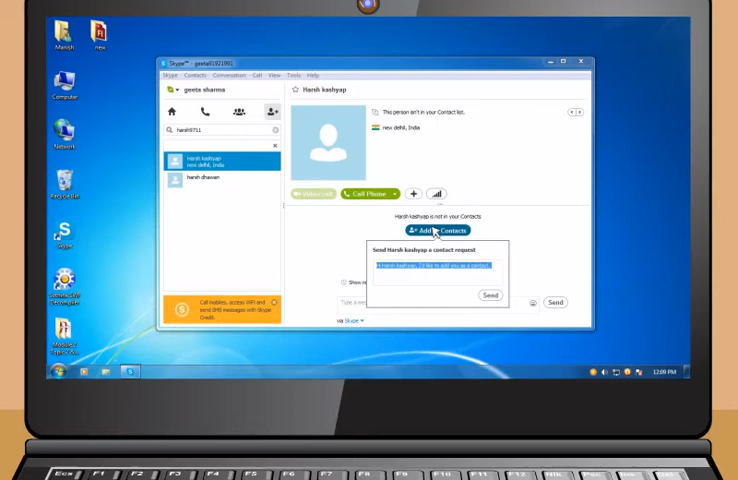 Manish
new
Computer
Network
Recycle Bin
Skype
Skype™ - geeta01921991
Skype Contacts Conversation Call View Tools Help
geeta sharma
harsh9711
Harsh kashyap
new delhi, India
harsh dhawan
Call mobiles, access WiFi and
send SMS messages with Skype
Credit.
Harsh kashyap
This person isn't in your Contact list.
new delhi, India
Video call
Call Phone
Harsh kashyap is not in your Contacts
Add Contacts
Send Harsh kashyap a contact request
Hi Harsh kashyap, I'd like to add you as a contact.
Send
Show
Type a
Send
via Skype
12:09 PM
Esc F1 F2 F3 F4 F5 F6 F7 F8 F9 F10 F11 F12